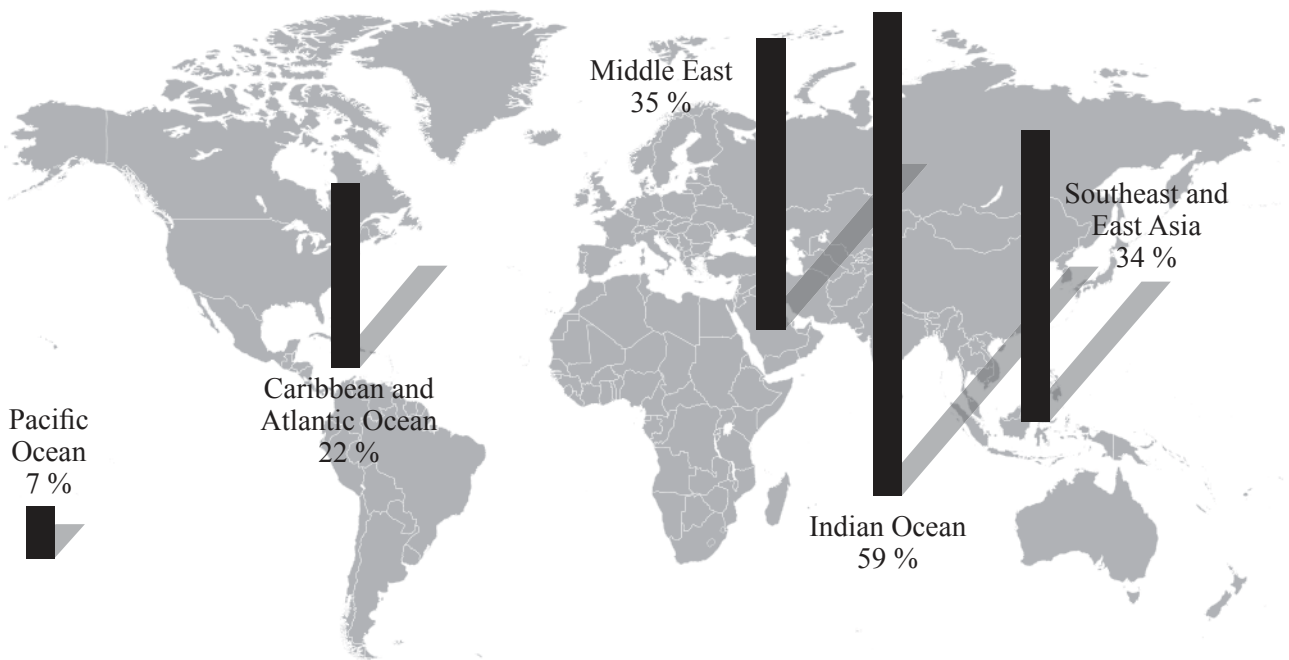 Middle East
35 %
Southeast and
East Asia
34 %
Caribbean and
Atlantic Ocean
22 %
Pacific
Ocean
7 %
Indian Ocean
59 %